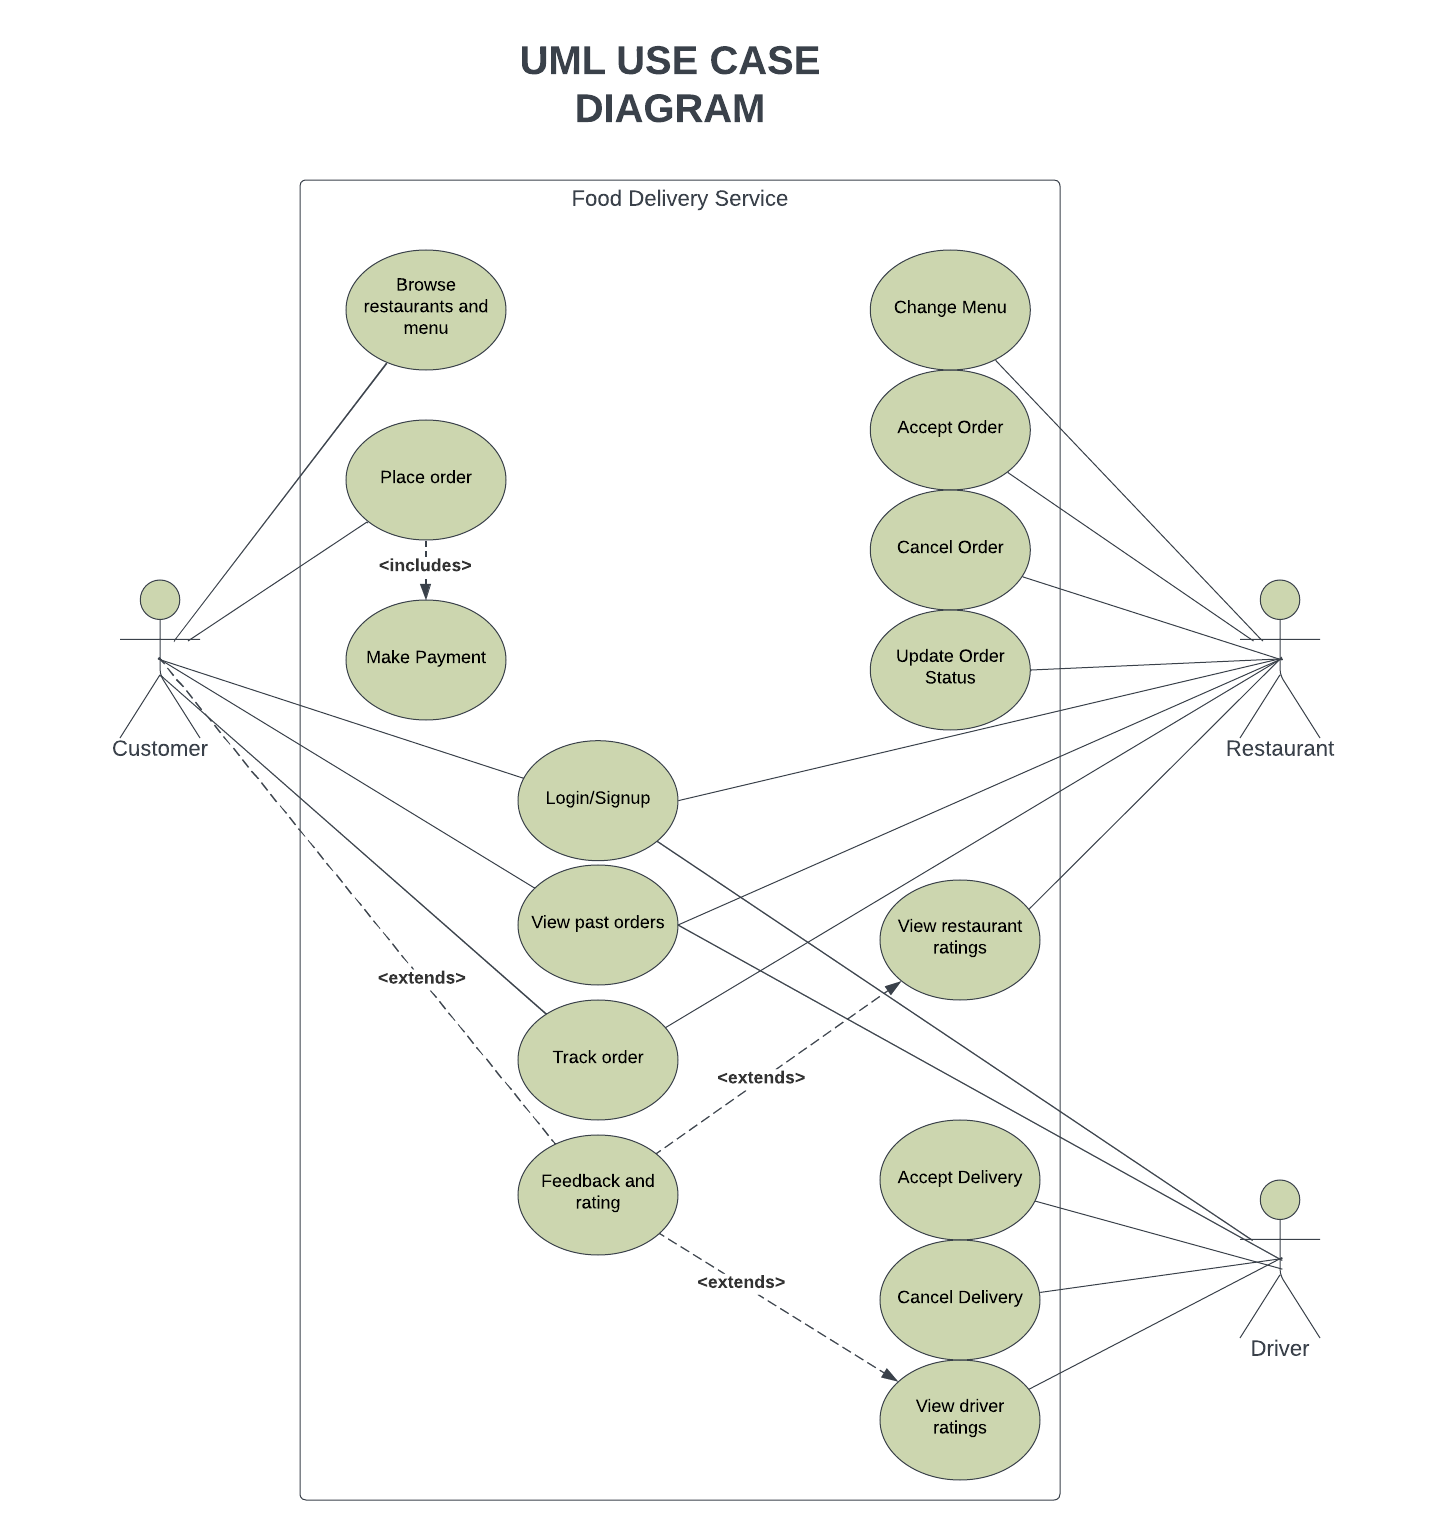 UML USE CASE
DIAGRAM
Food Delivery Service
Browse
restaurants and
menu
Change Menu
Accept Order
Place order
Cancel Order
<includes>
Make Payment
Update Order
Status
Customer
Restaurant
Login/Signup
View past orders
View restaurant
ratings
<extends>
Track order
<extends>
Feedback and
rating
Accept Delivery
<extends>
Cancel Delivery
Driver
View driver
ratings